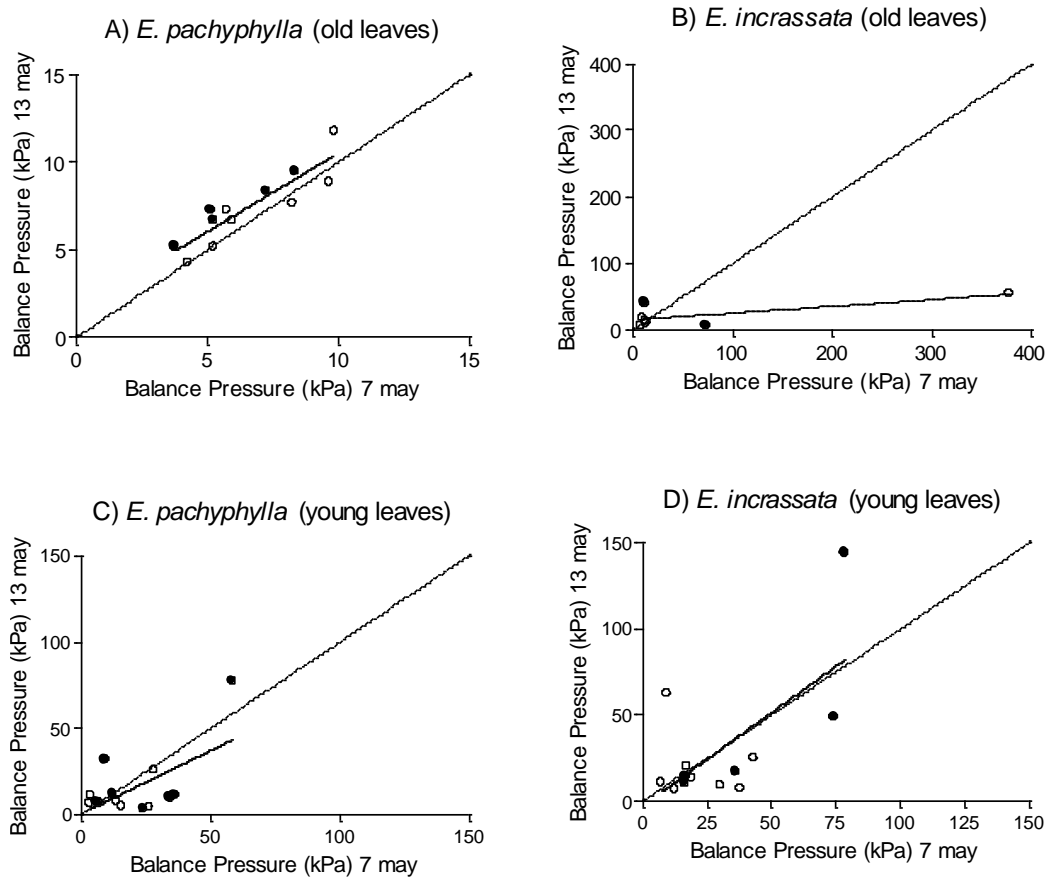 A) E. pachyphylla (old leaves)
15
10
5
0
Balance Pressure (kPa) 13 may
0 5 10 15
Balance Pressure (kPa) 7 may
B) E. incrassata (old leaves)
400
300
200
100
0
Balance Pressure (kPa) 13 may
0 100 200 300 400
Balance Pressure (kPa) 7 may
C) E. pachyphylla (young leaves)
150
100
50
0
Balance Pressure (kPa) 13 may
0 50 100 150
Balance Pressure (kPa) 7 may
D) E. incrassata (young leaves)
150
100
50
0
Balance Pressure (kPa) 13 may
0 25 50 75 100 125 150
Balance Pressure (kPa) 7 may